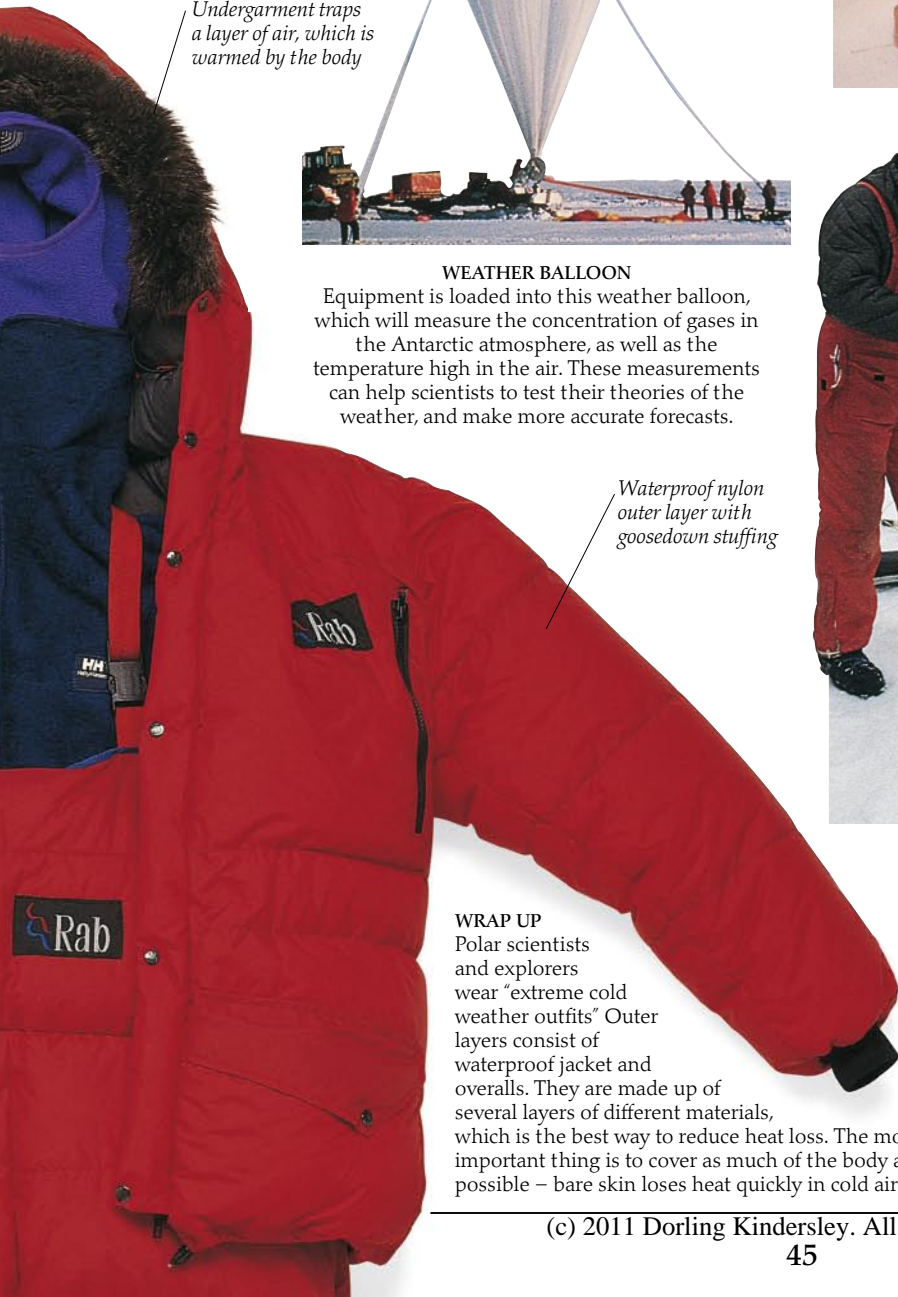 Undergarment traps
a layer of air, which is
warmed by the body
WEATHER BALLOON
Equipment is loaded into this weather balloon,
which will measure the concentration of gases in
the Antarctic atmosphere, as well as the
temperature high in the air. These measurements
can help scientists to test their theories of the
weather, and make more accurate forecasts.
Waterproof nylon
outer layer with
goosedown stuffing
Rab
HH
Helly Hansen
Rab
WRAP UP
Polar scientists
and explorers
wear “extreme cold
weather outfits” Outer
layers consist of
waterproof jacket and
overalls. They are made up of
several layers of different materials,
which is the best way to reduce heat loss. The mo
important thing is to cover as much of the body a
possible – bare skin loses heat quickly in cold air
(c) 2011 Dorling Kindersley. All
45